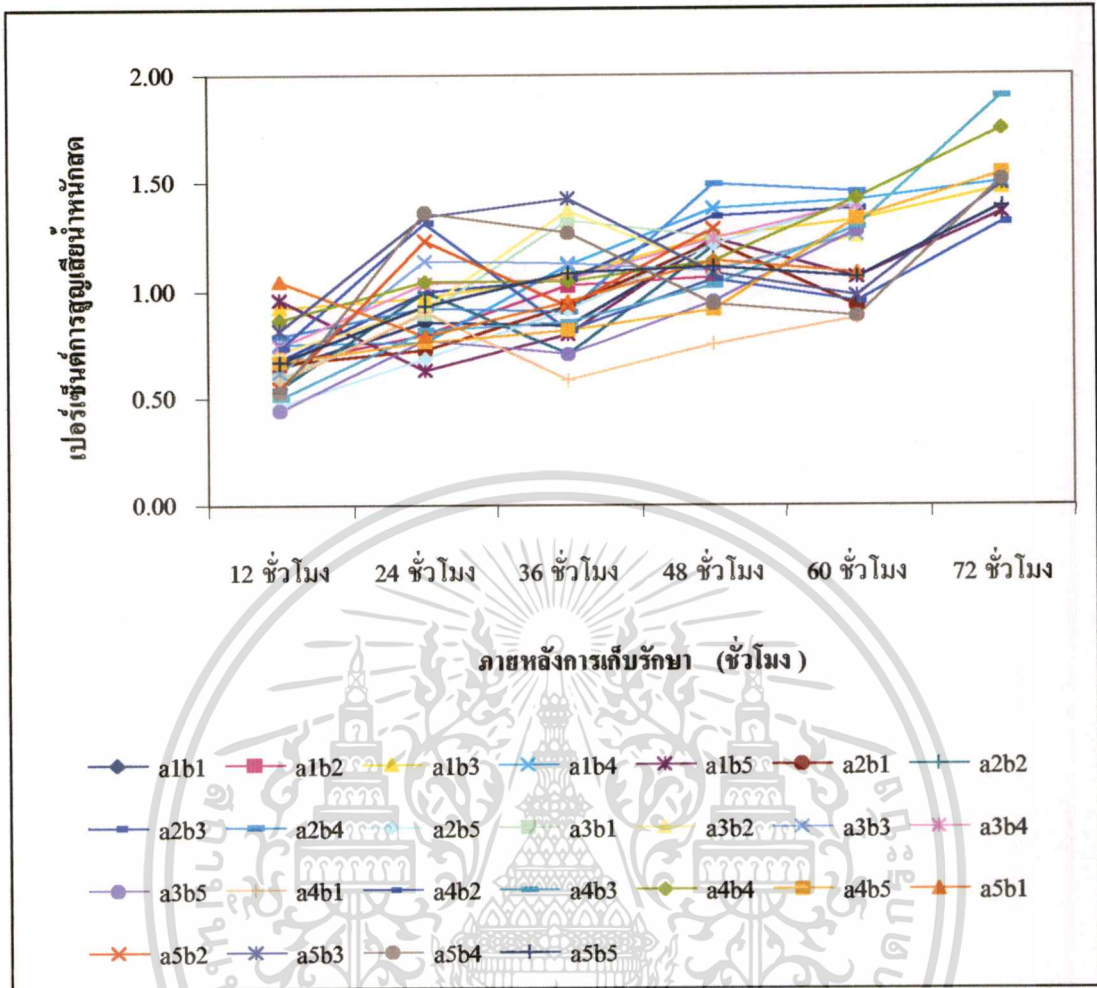 2.00
1.50
1.00
0.50
0.00
เปอร์เซ็นต์การสูญเสียน้ำหนักสด
12 ชั่วโมง 24 ชั่วโมง 36 ชั่วโมง 48 ชั่วโมง 60 ชั่วโมง 72 ชั่วโมง
ภายหลังการเก็บรักษา (ชั่วโมง )
a1b1 a1b2 a1b3 a1b4 a1b5 a2b1 a2b2
a2b3 a2b4 a2b5 a3b1 a3b2 a3b3 a3b4
a3b5 a4b1 a4b2 a4b3 a4b4 a4b5 a5b1
a5b2 a5b3 a5b4 a5b5